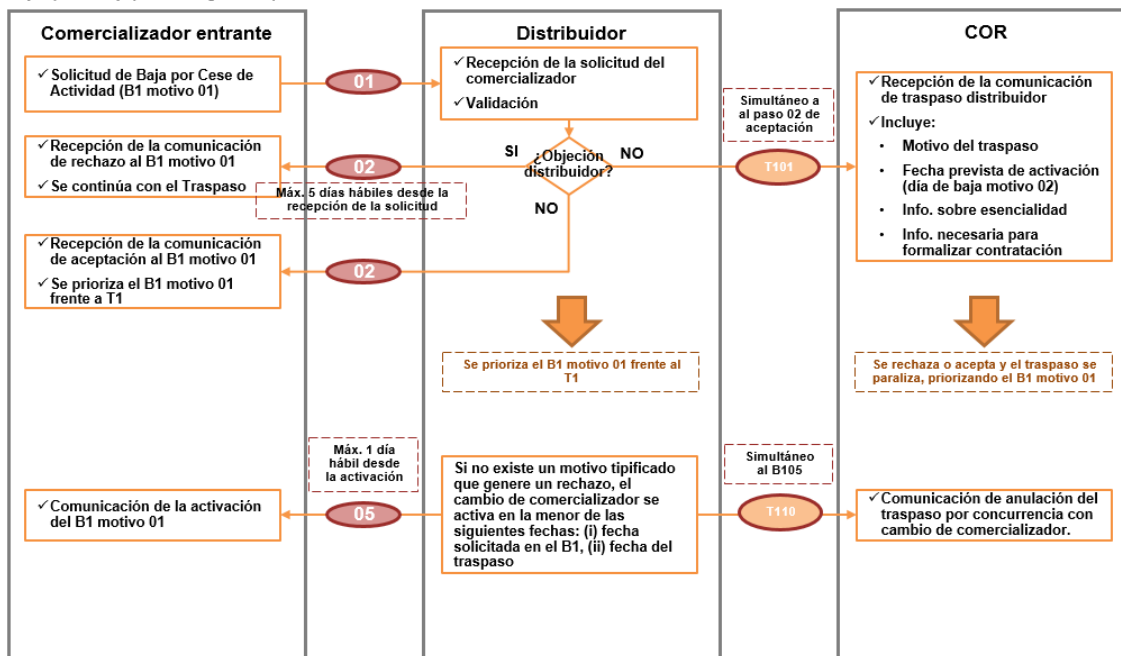 Comercializador entrante
✓Solicitud de Baja por Cese de
Actividad (B1 motivo 01)
✓Recepción de la comunicación
de rechazo al B1 motivo 01
✓Se continúa con el Traspaso
✓Recepción de la comunicación
de aceptación al B1 motivo 01
✓Se prioriza el B1 motivo 01
frente a T1
✓Comunicación de la activación
del B1 motivo 01
01
02
Máx. 5 días hábiles desde la
recepción de la solicitud
02
Máx. 1 día
hábil desde
la activación
05
Distribuidor
✓Recepción de la solicitud del
comercializador
✓Validación
SI
¿Objeción
distribuidor?
NO
NO
Se prioriza el B1 motivo 01 frente al
T1
Si no existe un motivo tipificado
que genere un rechazo, el
cambio de comercializador se
activa en la menor de las
siguientes fechas: (i) fecha
solicitada en el B1, (ii) fecha del
traspaso
Simultáneo a
al paso 02 de
aceptación
T101
Simultáneo
al B105
T110
COR
✓Recepción de la comunicación
de traspaso distribuidor
✓Incluye:
• Motivo del traspaso
• Fecha prevista de activación
(día de baja motivo 02)
• Info. sobre esencialidad
• Info. necesaria para
formalizar contratación
Se rechaza o acepta y el traspaso se
paraliza, priorizando el B1 motivo 01
✓Comunicación de anulación del
traspaso por concurrencia con
cambio de comercializador.